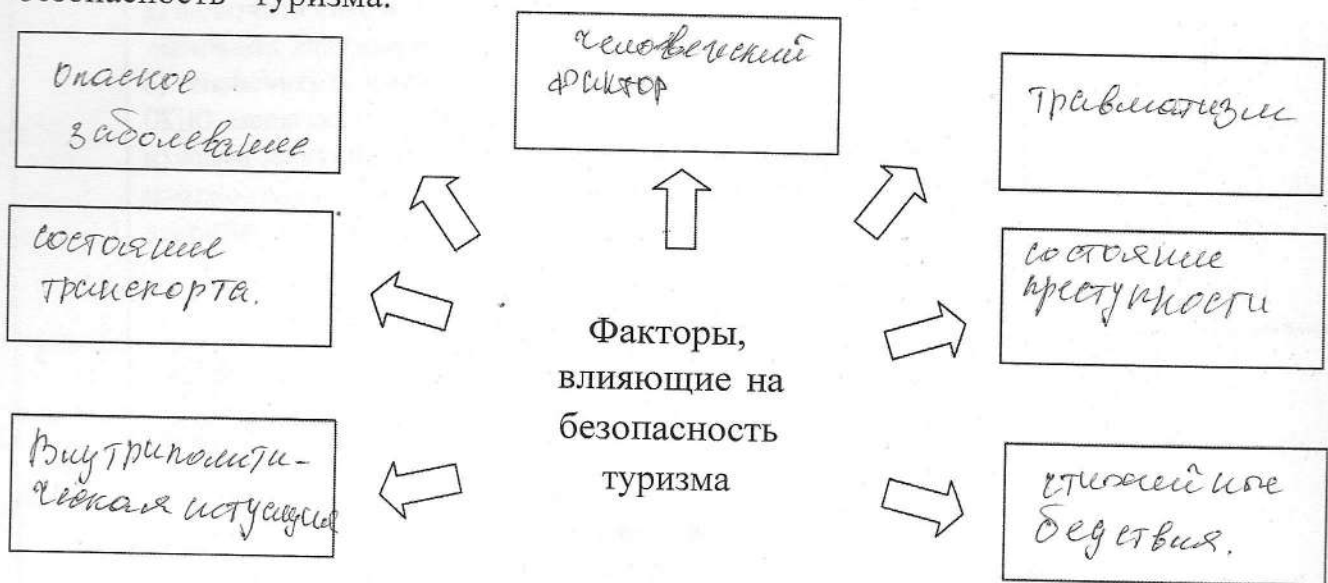 безопасность туризма.
человеческий
фактор
опасное
заболевание
травматизм
состояние
транспорта.
состояние
преступности
Факторы,
влияющие на
безопасность
туризма
Внутриполити-
ческая истуация
стихийные
бедствия.